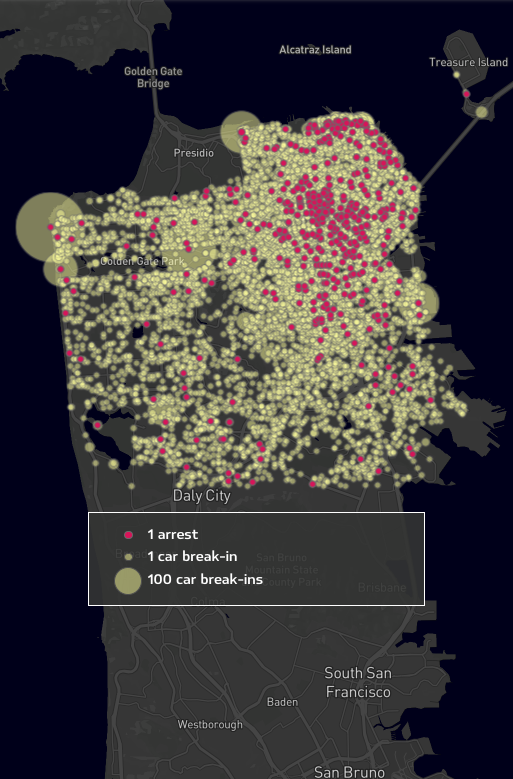 Alcatraz Island
Treasure Island
Golden Gate
Bridge
Presidio
Golden Gate Park
Daly City
1 arrest
1 car break-in
100 car break-ins
San Bruno
Mountain State
County Park
Brisbane
Colma
South San
Francisco
Baden
Westborough
San Bruno